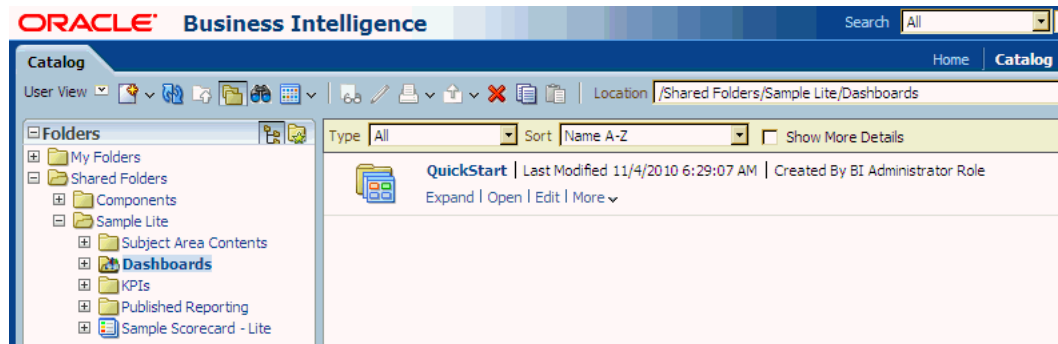 ORACLE Business Intelligence
Search All
Catalog
Home Catalog
User View
Location /Shared Folders/Sample Lite/Dashboards
Folders
Type All Sort Name A-Z Show More Details
My Folders
Shared Folders
Components
Sample Lite
Subject Area Contents
Dashboards
KPIs
Published Reporting
Sample Scorecard - Lite
QuickStart | Last Modified 11/4/2010 6:29:07 AM | Created By BI Administrator Role
Expand | Open | Edit | More